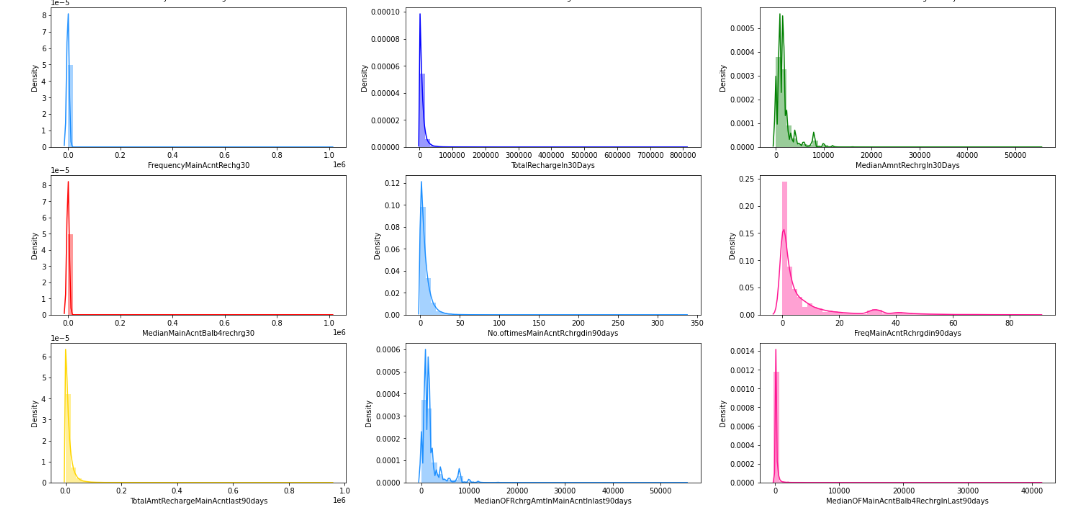 1e−5
8
7
6
5
4
3
2
1
0
Density
0.0 0.2 0.4 0.6 0.8 1.0
1e6
FrequencyMainAcntRechg30
0.00010
0.00008
0.00006
0.00004
0.00002
0.00000
Density
0 100000 200000 300000 400000 500000 600000 700000 800000
TotalRechargeIn30Days
0.0005
0.0004
0.0003
0.0002
0.0001
0.0000
Density
0 10000 20000 30000 40000 50000
MedianAmntRechrgIn30Days
1e−5
8
7
6
5
4
3
2
1
0
Density
0.0 0.2 0.4 0.6 0.8 1.0
1e6
MedianMainAcntBalb4rechrg30
0.12
0.10
0.08
0.06
0.04
0.02
0.00
Density
0 50 100 150 200 250 300 350
No.oftimesMainAcntRchrgdin90days
0.25
0.20
0.15
0.10
0.05
0.00
Density
0 20 40 60 80
FreqMainAcntRchrgdin90days
1e−5
6
5
4
3
2
1
0
Density
0.0 0.2 0.4 0.6 0.8 1.0
1e6
TotalAmtRechargeMainAcntlast90days
0.0006
0.0005
0.0004
0.0003
0.0002
0.0001
0.0000
Density
0 10000 20000 30000 40000 50000
MedianOFRchrgAmtInMainAcntInlast90days
0.0014
0.0012
0.0010
0.0008
0.0006
0.0004
0.0002
0.0000
Density
0 10000 20000 30000 40000
MedianOFMainAcntBalb4RechrgInLast90days